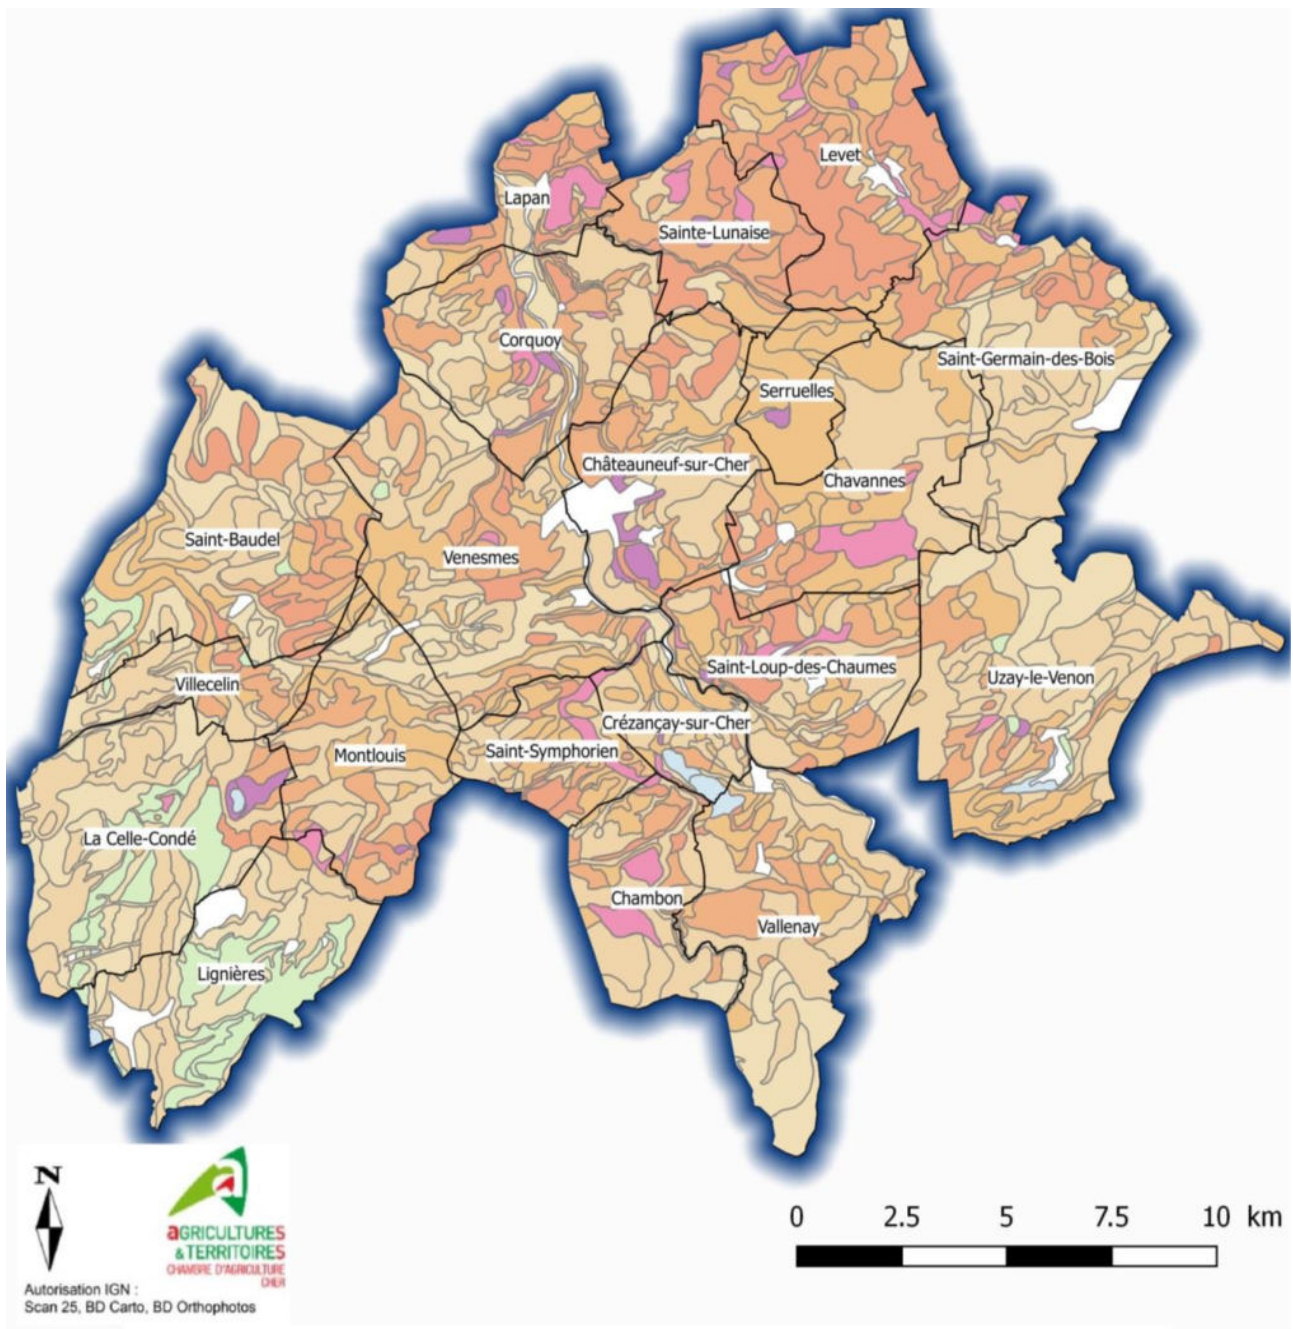 Levet
Lapan
Sainte-Lunaise
Corquoy
Saint-Germain-des-Bois
Serruelles
Châteauneuf-sur-Cher
Chavannes
Saint-Baudel
Venesmes
Saint-Loup-des-Chaumes
Uzay-le-Venon
Villecelin
Crézançay-sur-Cher
Saint-Symphorien
Montlouis
La Celle-Condé
Chambon
Vallenay
Lignières
N
a
aGRICULTURES
& TERRITOIRES
CHAMBRE D'AGRICULTURE
CHER
Autorisation IGN :
Scan 25, BD Carto, BD Orthophotos
0 2.5 5 7.5 10 km